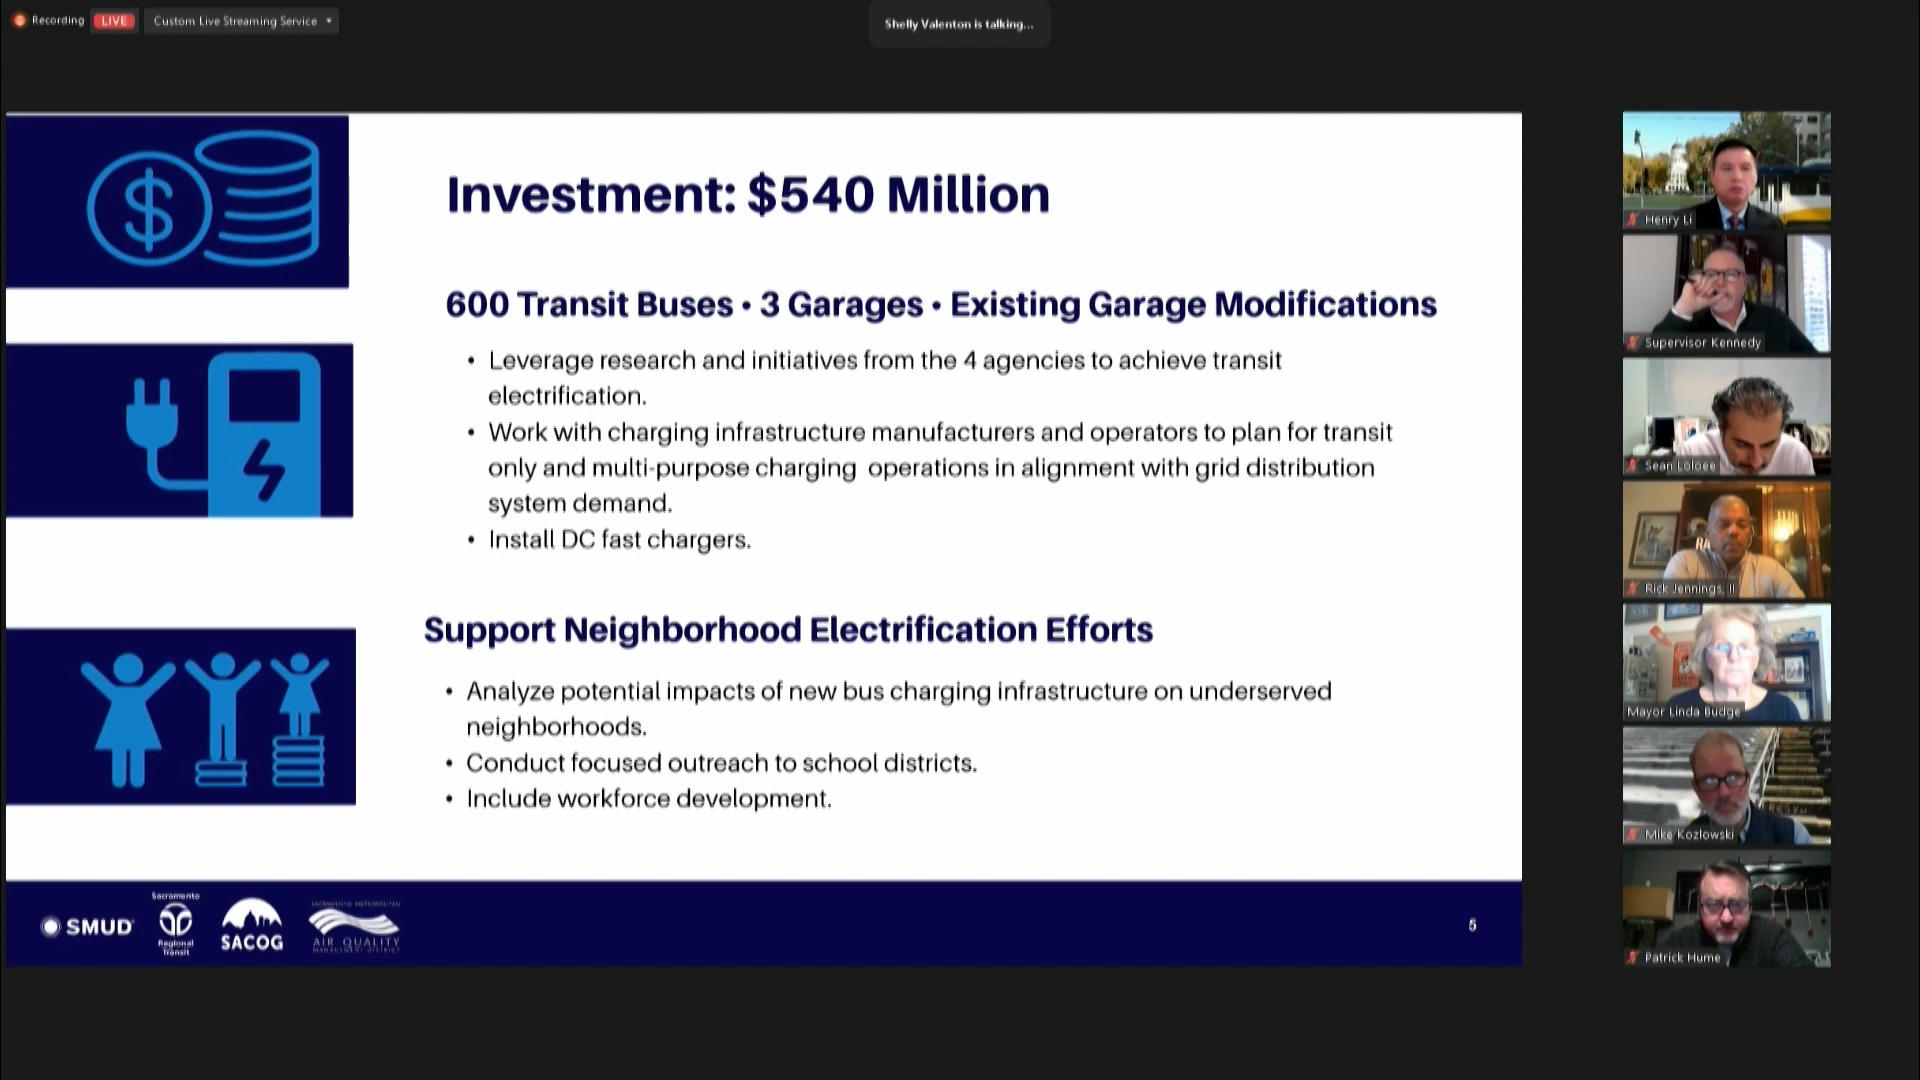 Recording LIVE Custom Live Streaming Service
Shelly Valenton is talking...
Investment: $540 Million
600 Transit Buses • 3 Garages • Existing Garage Modifications
• Leverage research and initiatives from the 4 agencies to achieve transit
electrification.
• Work with charging infrastructure manufacturers and operators to plan for transit
only and multi-purpose charging operations in alignment with grid distribution
system demand.
• Install DC fast chargers.
Support Neighborhood Electrification Efforts
• Analyze potential impacts of new bus charging infrastructure on underserved
neighborhoods.
• Conduct focused outreach to school districts.
• Include workforce development.
SMUD
Sacramento
Regional
Transit
SACOG
SACRAMENTO METROPOLITAN
AIR QUALITY
MANAGEMENT DISTRICT
5
Henry Li
Supervisor Kennedy
Sean Loloee
Rick Jennings, II
Mayor Linda Budge
Mike Kozlowski
Patrick Hume